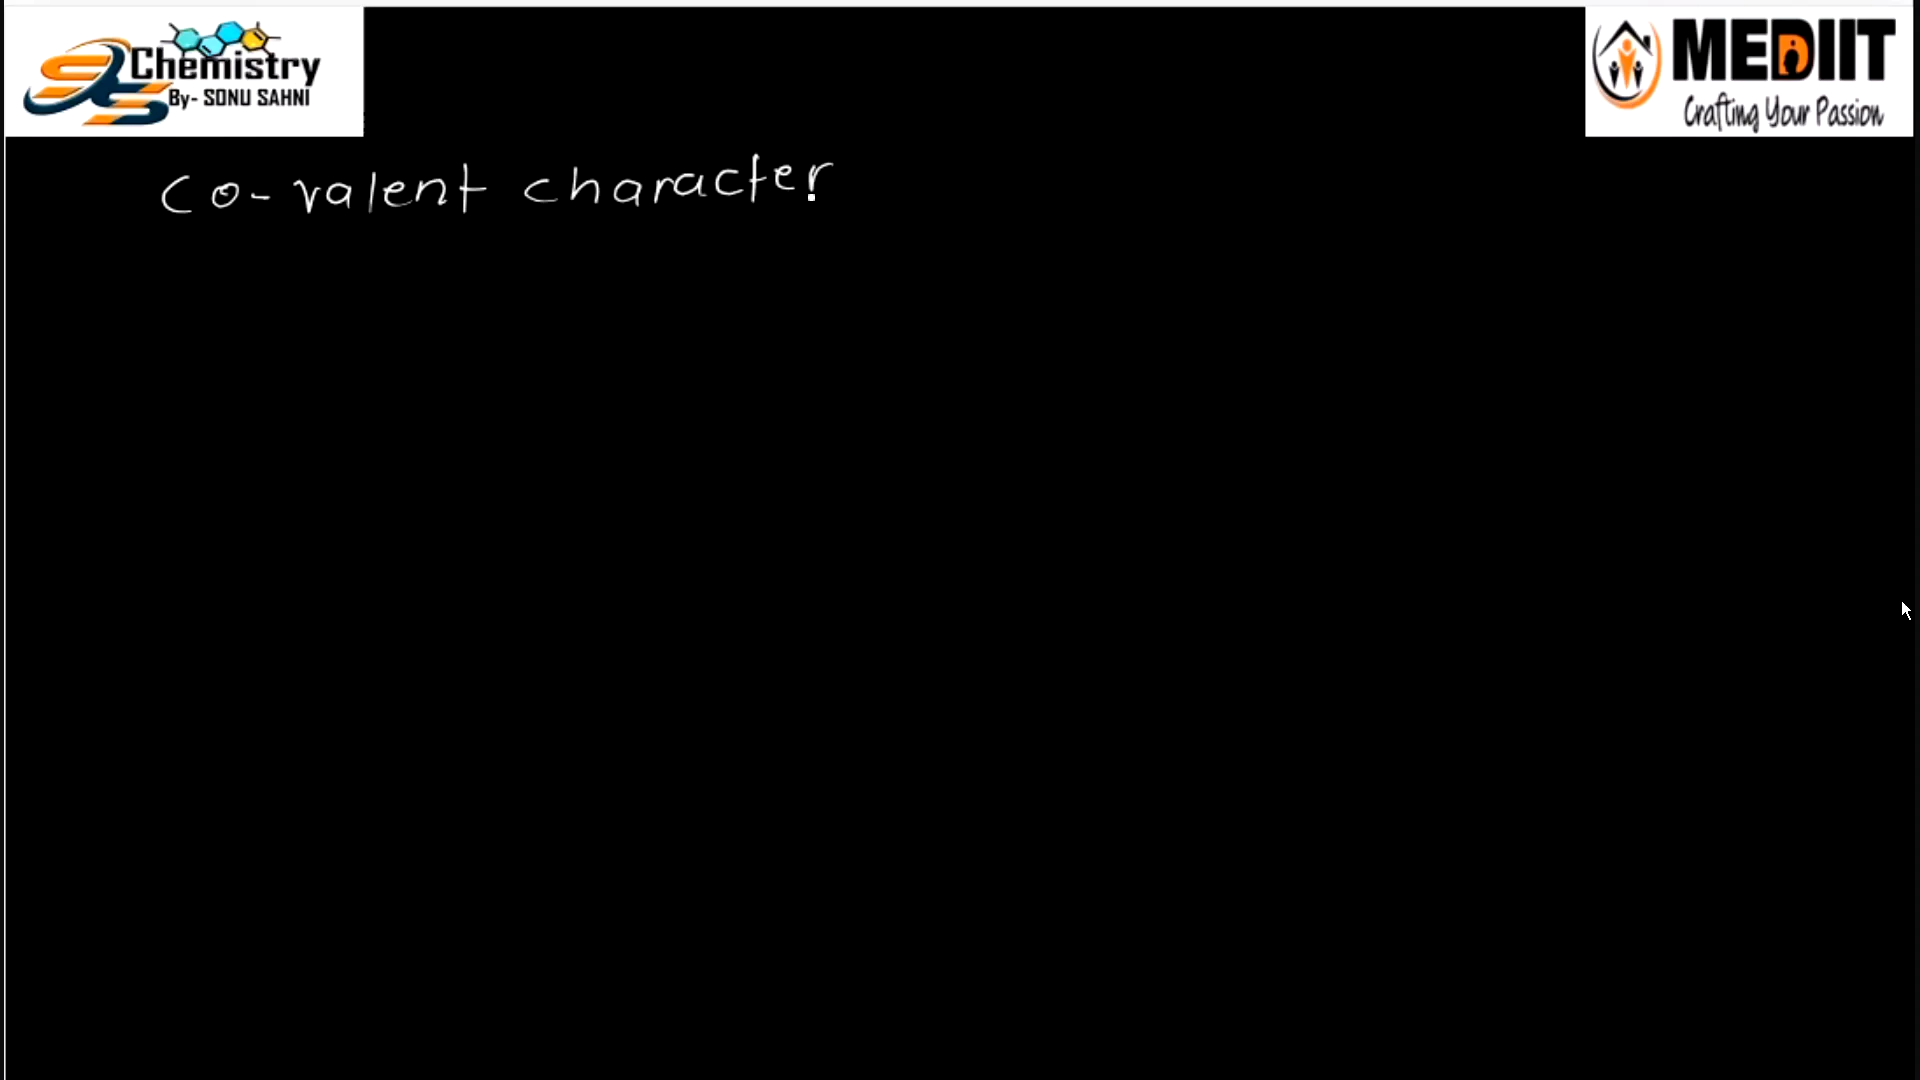 Chemistry
By- SONU SAHNI
MEDIIT
Crafting Your Passion
co-valent character